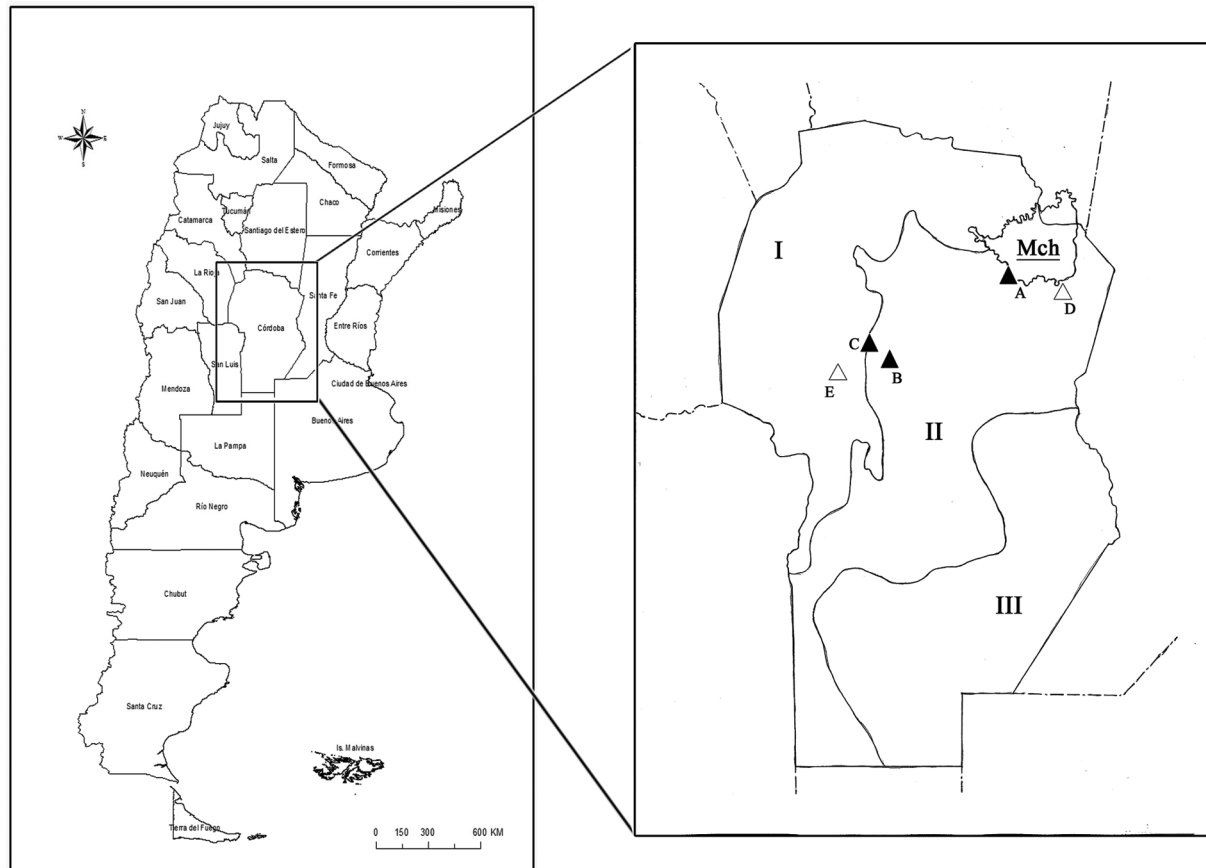 N
W E
S
Jujuy
Salta
Formosa
Chaco
Misiones
Tucumán
Catamarca
Santiago del Estero
Corrientes
La Rioja
Santa Fe
San Juan
Entre Ríos
Córdoba
San Luis
Mendoza
Ciudad de Buenos Aires
Buenos Aires
La Pampa
Neuquén
Río Negro
Chubut
Santa Cruz
Is. Malvinas
Tierra del Fuego
0 150 300 600 KM
I
Mch
A
D
C
B
E
II
III